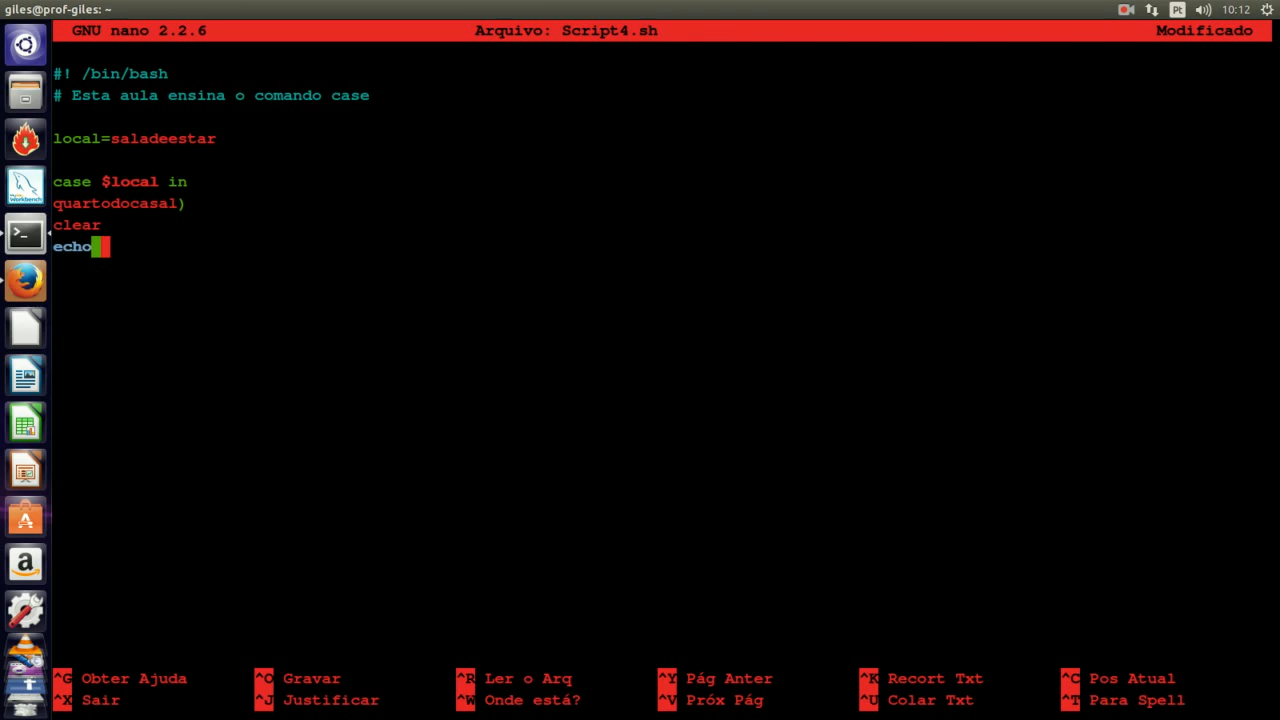 giles@prof-giles: ~
Pt
10:12
GNU nano 2.2.6 Arquivo: Script4.sh Modificado
#! /bin/bash
# Esta aula ensina o comando case
local=saladeestar
case $local in
quartodocasal)
clear
echo
^G Obter Ajuda ^O Gravar ^R Ler o Arq ^Y Pág Anter ^K Recort Txt ^C Pos Atual
^X Sair ^J Justificar ^W Onde está? ^V Próx Pág ^U Colar Txt ^T Para Spell